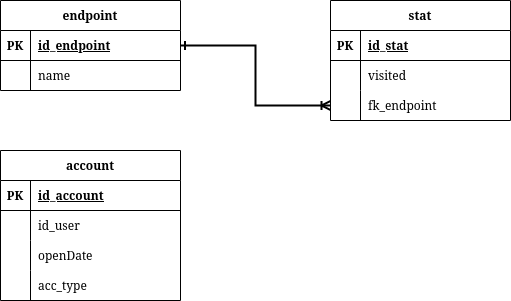 endpoint
PK id_endpoint
name
stat
PK id_stat
visited
fk_endpoint
account
PK id_account
id_user
openDate
acc_type